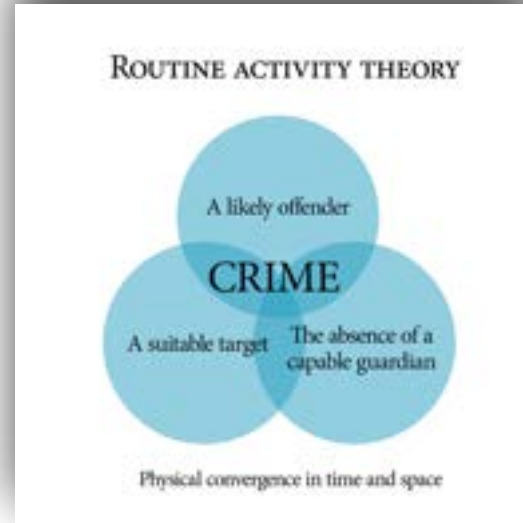 ROUTINE ACTIVITY THEORY
A likely offender
CRIME
A suitable target
The absence of a
capable guardian
Physical convergence in time and space